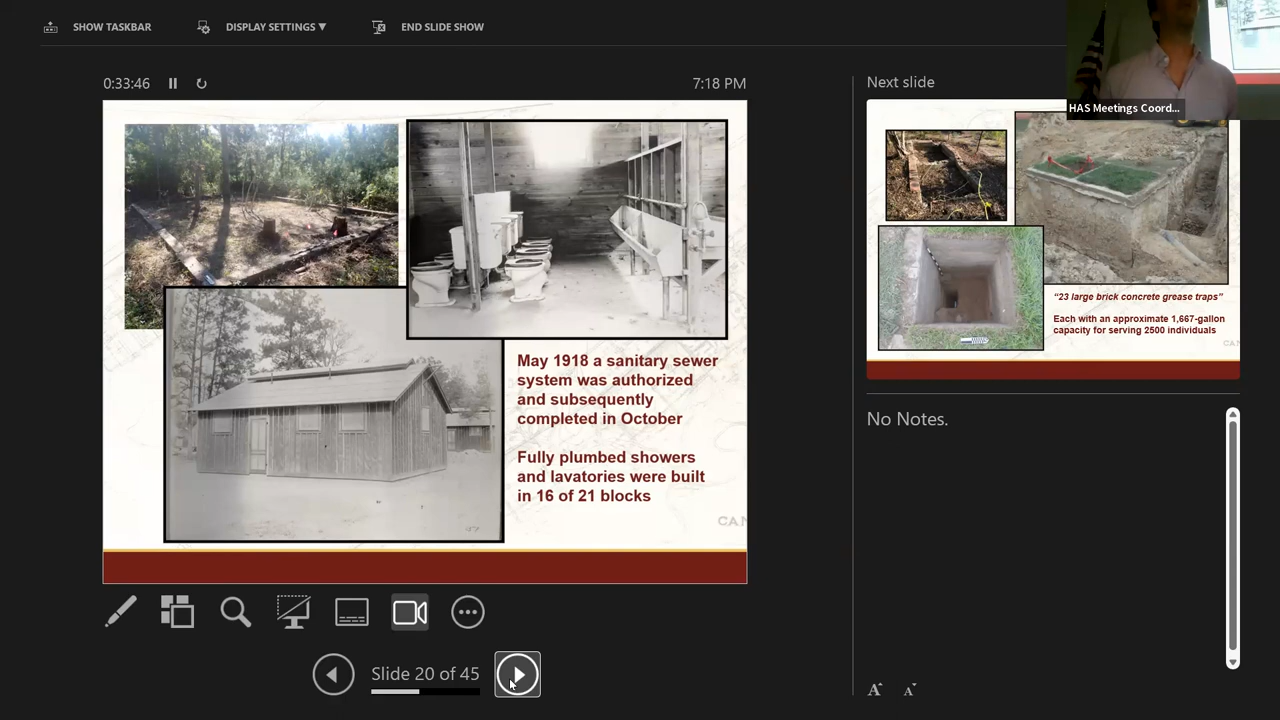 SHOW TASKBAR
DISPLAY SETTINGS ▼
END SLIDE SHOW
0:33:46
7:18 PM
Next slide
HAS Meetings Coord...
May 1918 a sanitary sewer
system was authorized
and subsequently
completed in October
Fully plumbed showers
and lavatories were built
in 16 of 21 blocks
CAN
"23 large brick concrete grease traps"
Each with an approximate 1,667-gallon
capacity for serving 2500 individuals
No Notes.
Slide 20 of 45
A A